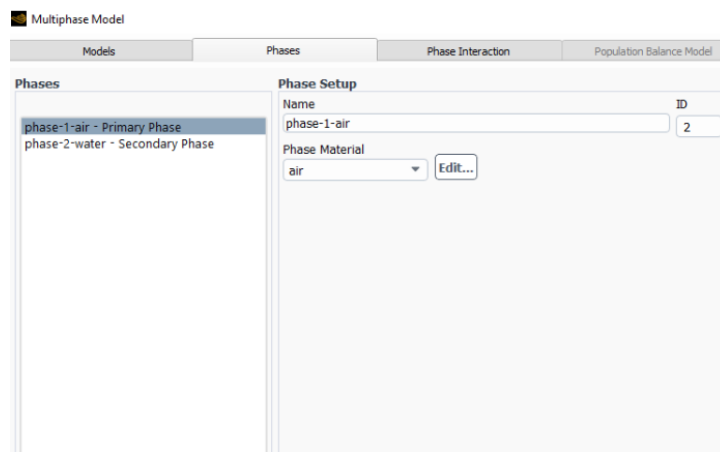 Multiphase Model
Models Phases Phase Interaction Population Balance Model
Phases
phase-1-air - Primary Phase
phase-2-water - Secondary Phase
Phase Setup
Name ID
phase-1-air 2
Phase Material
air Edit...